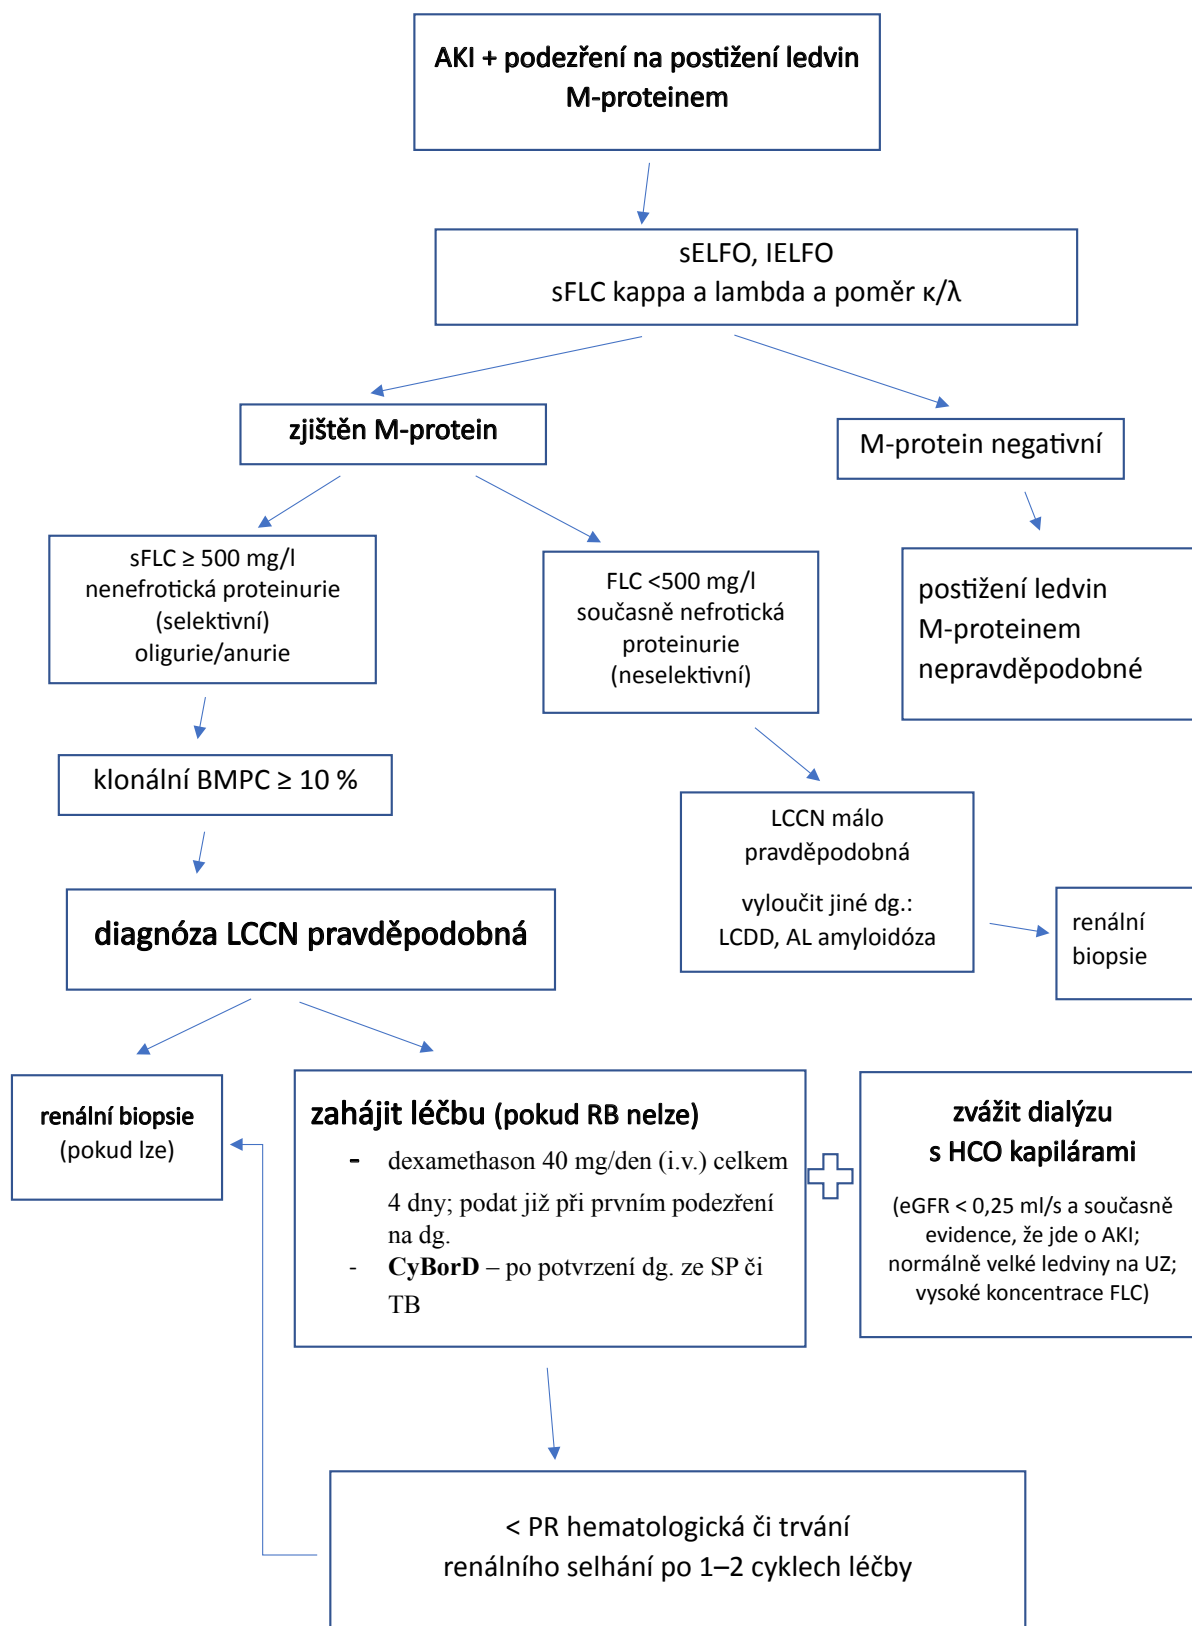 AKI + podezření na postižení ledvin
M-proteinem
sELFO, IELFO
sFLC kappa a lambda a poměr κ/λ
zjištěn M-protein
M-protein negativní
sFLC ≥ 500 mg/l
nenefrotická proteinurie
(selektivní)
oligurie/anurie
FLC <500 mg/l
současně nefrotická
proteinurie
(neselektivní)
postižení ledvin
M-proteinem
nepravděpodobné
klonální BMPC ≥ 10 %
LCCN málo
pravděpodobná
vyloučit jiné dg.:
LCDD, AL amyloidóza
renální
biopsie
diagnóza LCCN pravděpodobná
renální biopsie
(pokud lze)
zahájit léčbu (pokud RB nelze)
- dexamethason 40 mg/den (i.v.) celkem
4 dny; podat již při prvním podezření
na dg.
- CyBorD – po potvrzení dg. ze SP či
TB
zvážit dialýzu
s HCO kapilárami
(eGFR < 0,25 ml/s a současně
evidence, že jde o AKI;
normálně velké ledviny na UZ;
vysoké koncentrace FLC)
< PR hematologická či trvání
renálního selhání po 1–2 cyklech léčby